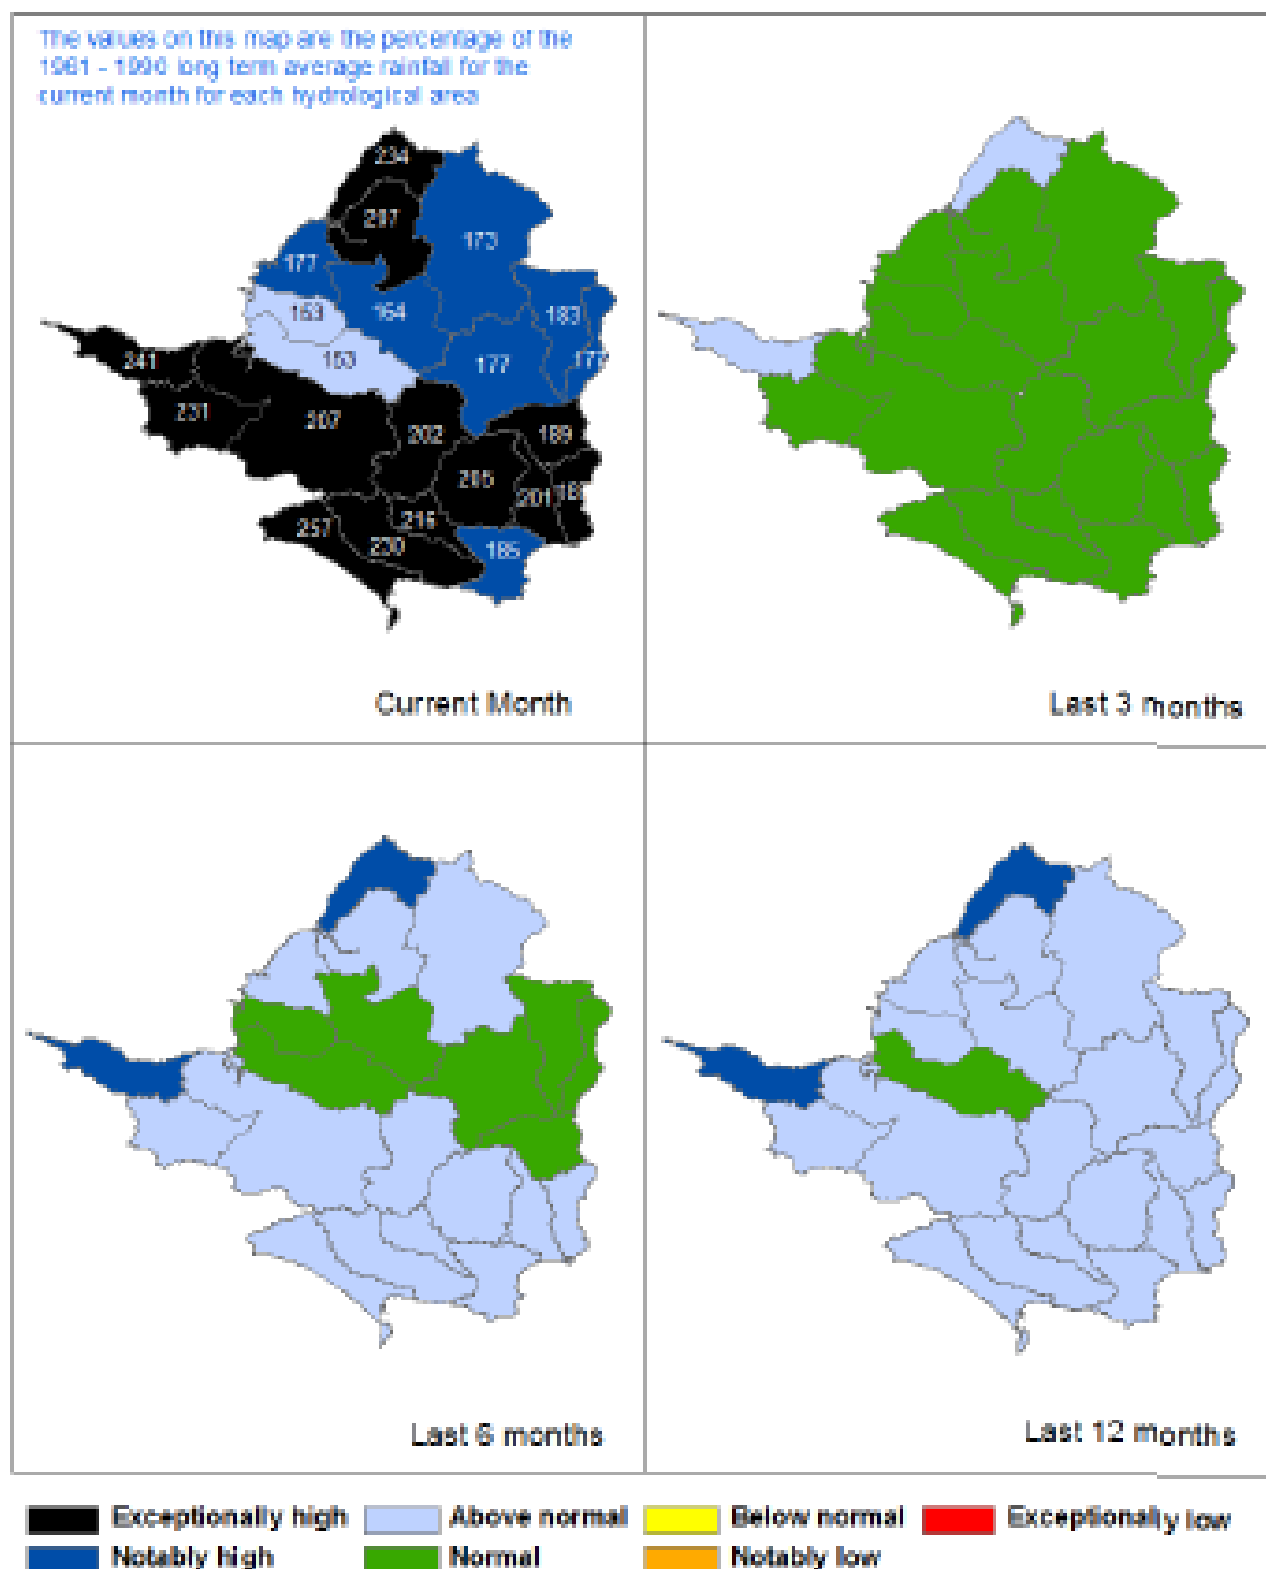 The values on this map are the percentage of the
1961 - 1990 long term average rainfall for the
current month for each hydrological area
234
207
173
177
164
153
183
153
177
177
241
231
207
202
189
205
201
257
216
230
185
Current Month
Last 3 months
Last 6 months
Last 12 months
Exceptionally high
Above normal
Below normal
Exceptionally low
Notably high
Normal
Notably low